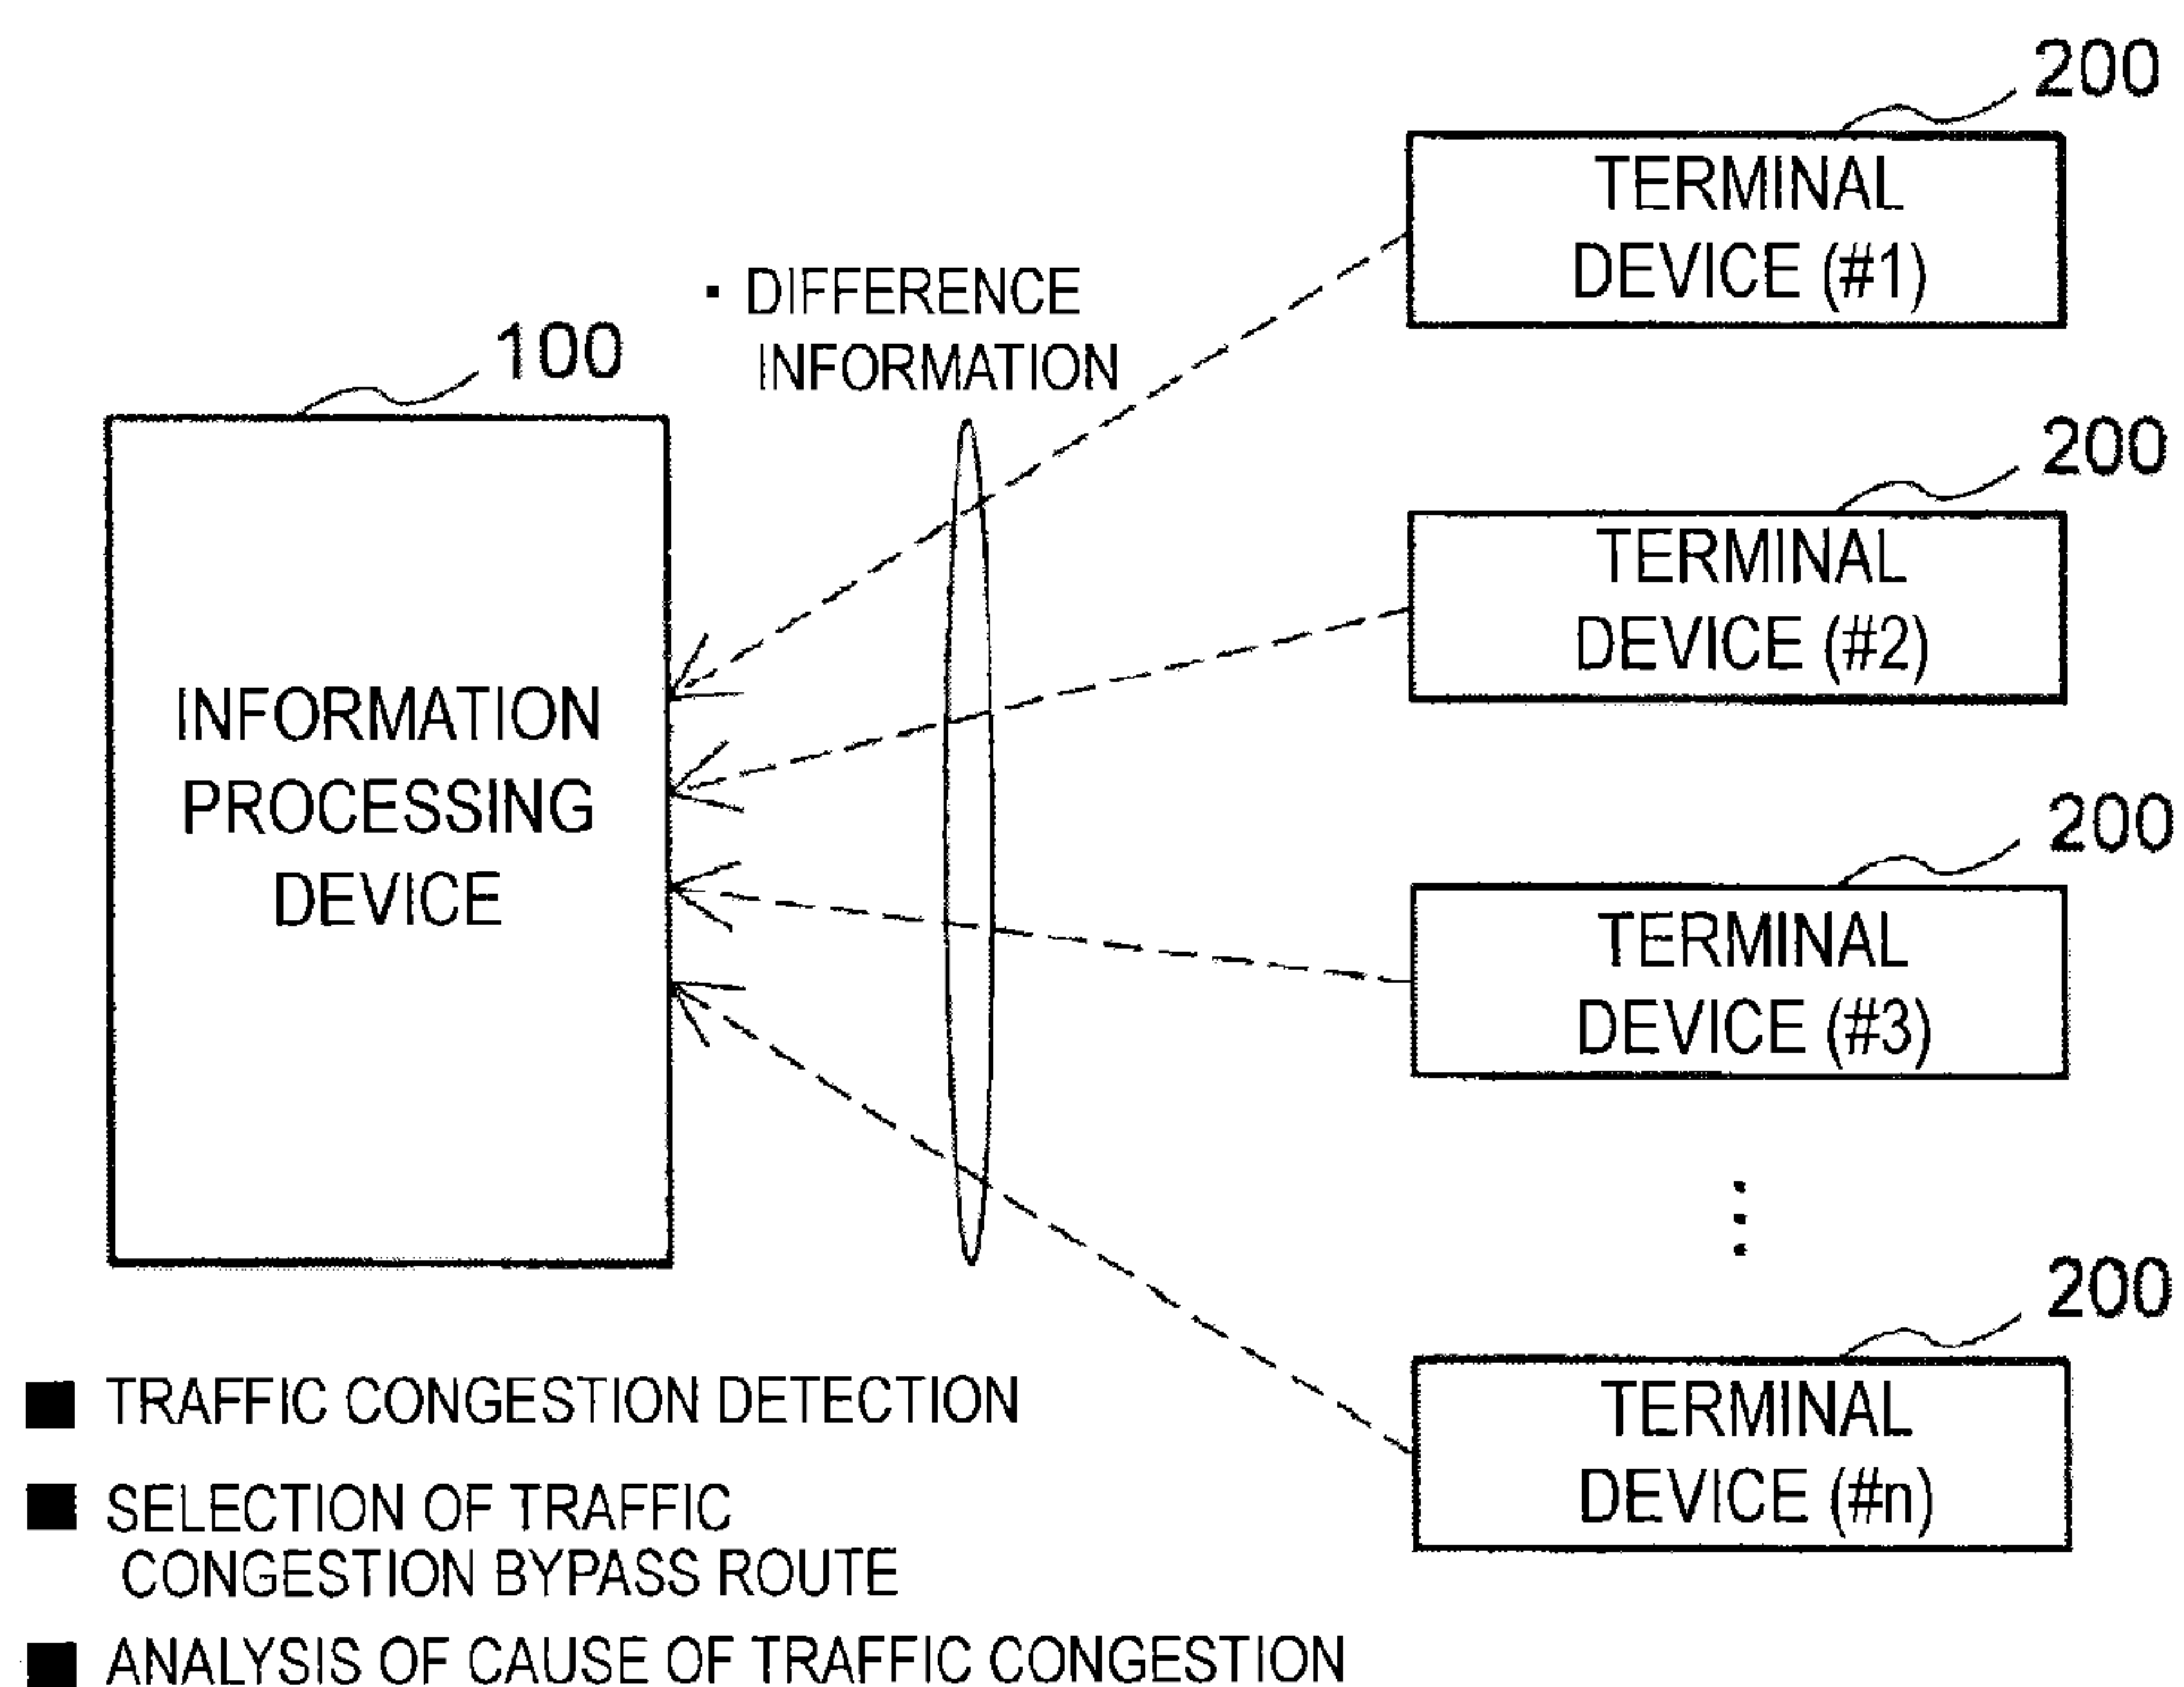 200
TERMINAL
DEVICE (#1)
▪ DIFFERENCE
INFORMATION
100
200
TERMINAL
DEVICE (#2)
INFORMATION
PROCESSING
DEVICE
200
TERMINAL
DEVICE (#3)
200
TERMINAL
DEVICE (#n)
■ TRAFFIC CONGESTION DETECTION
■ SELECTION OF TRAFFIC
CONGESTION BYPASS ROUTE
■ ANALYSIS OF CAUSE OF TRAFFIC CONGESTION